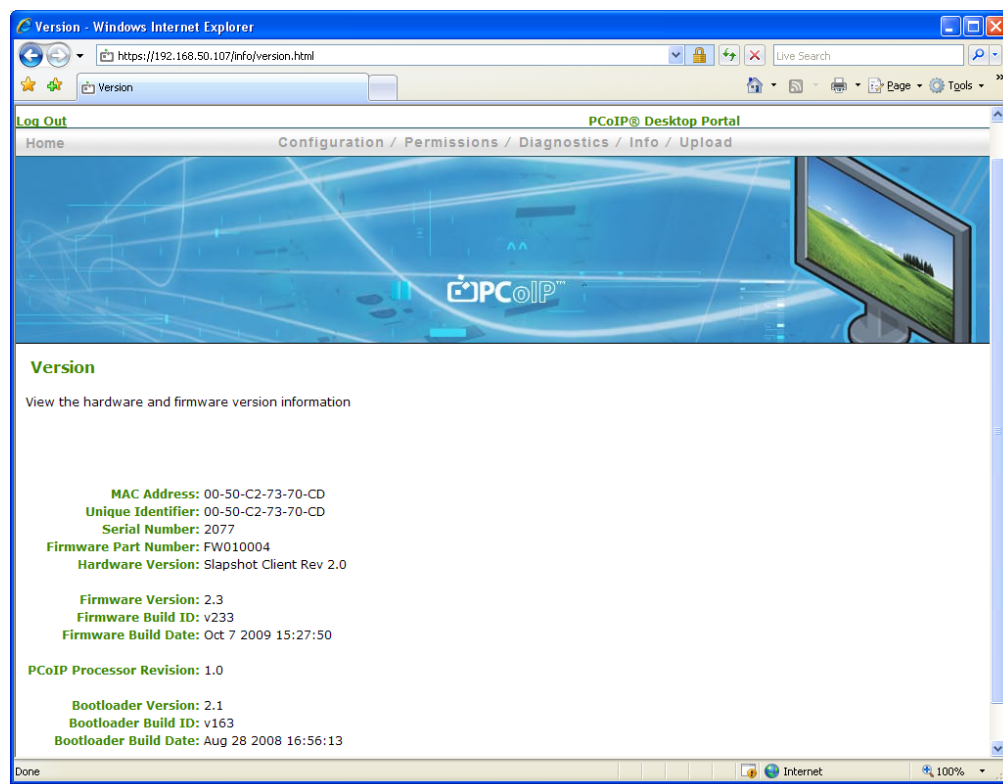 Version - Windows Internet Explorer
https://192.168.50.107/info/version.html
Live Search
Version
Page
Tools
Log Out
PCoIP® Desktop Portal
Home
Configuration / Permissions / Diagnostics / Info / Upload
PCoIP™
Version
View the hardware and firmware version information
MAC Address: 00-50-C2-73-70-CD
Unique Identifier: 00-50-C2-73-70-CD
Serial Number: 2077
Firmware Part Number: FW010004
Hardware Version: Slapshot Client Rev 2.0
Firmware Version: 2.3
Firmware Build ID: v233
Firmware Build Date: Oct 7 2009 15:27:50
PCoIP Processor Revision: 1.0
Bootloader Version: 2.1
Bootloader Build ID: v163
Bootloader Build Date: Aug 28 2008 16:56:13
Done
Internet
100%